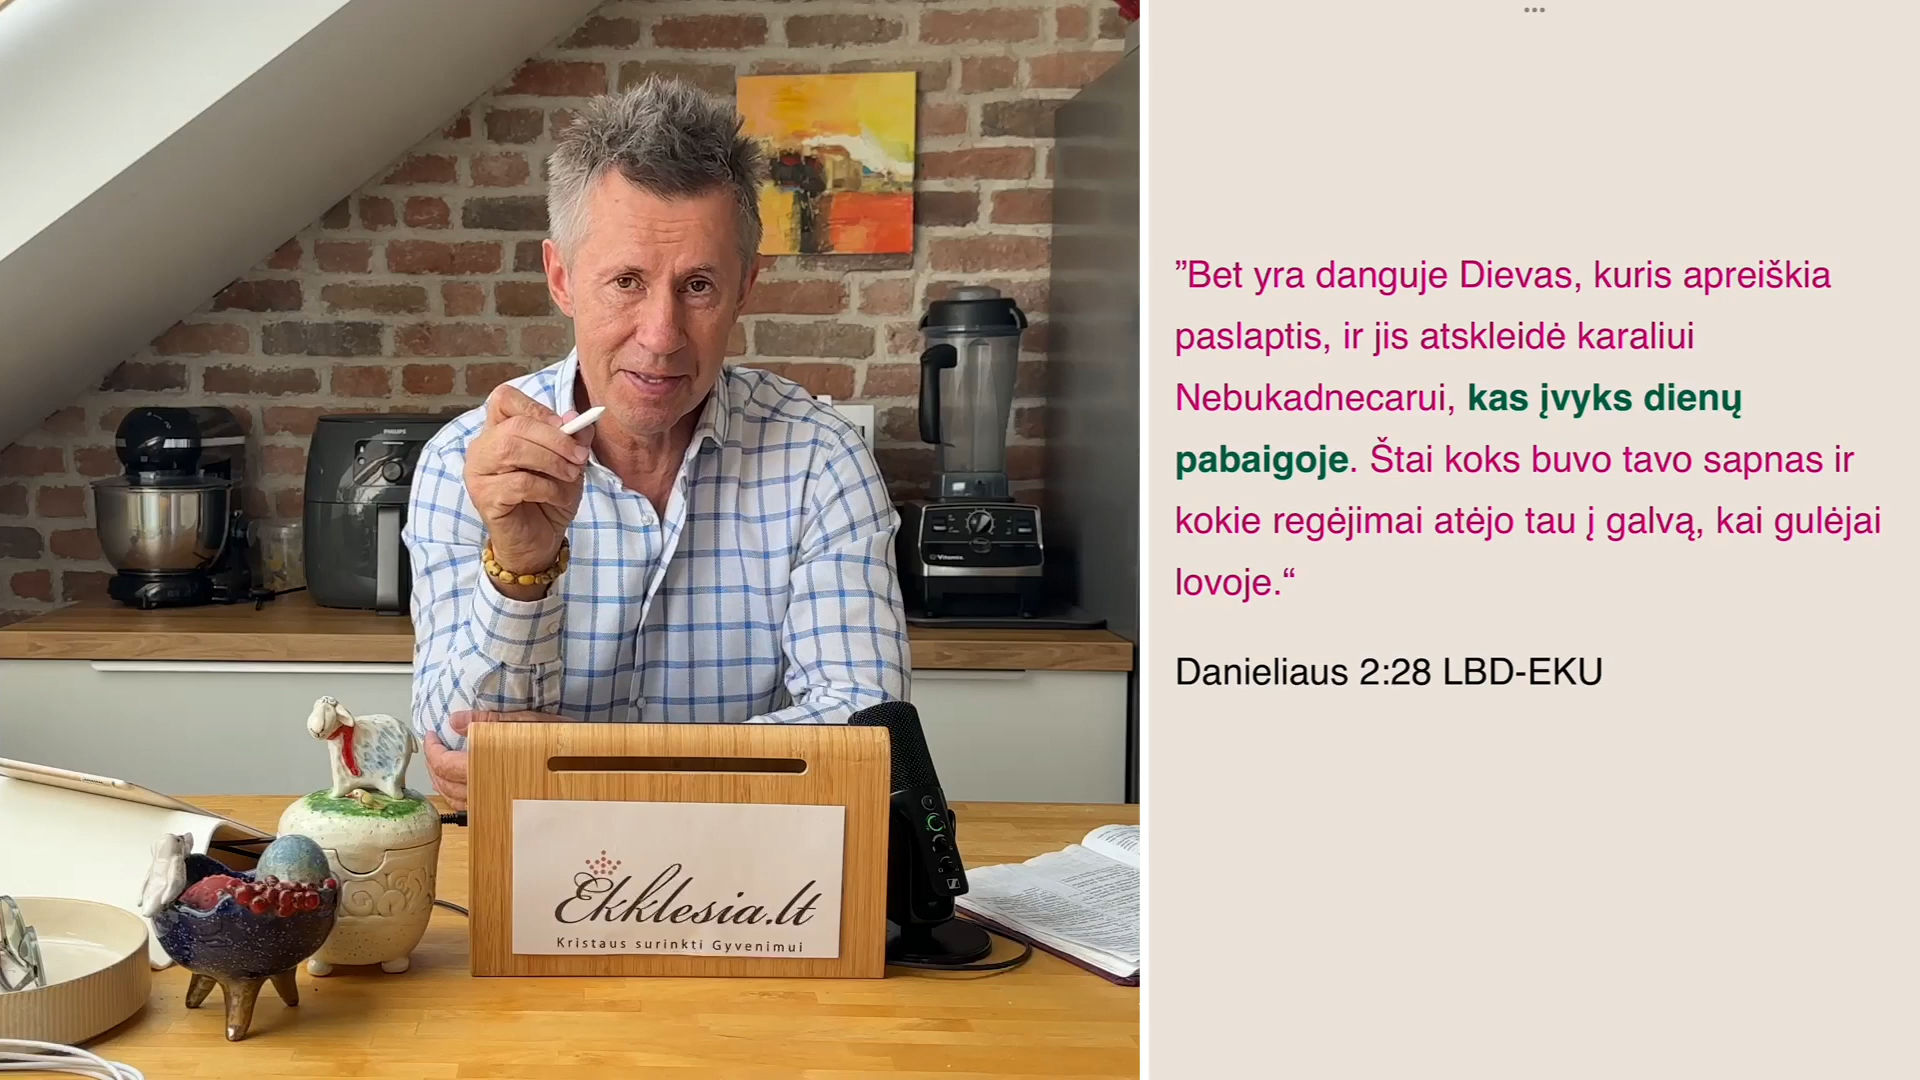 ”Bet yra danguje Dievas, kuris apreiškia
paslaptis, ir jis atskleidė karaliui
Nebukadnecarui, kas įvyks dienų
pabaigoje. Štai koks buvo tavo sapnas ir
kokie regėjimai atėjo tau į galvą, kai gulėjai
lovoje.“
Danieliaus 2:28 LBD-EKU
PHILIPS
Vitamix
Ekklesia.lt
Kristaus surinkti Gyvenimui